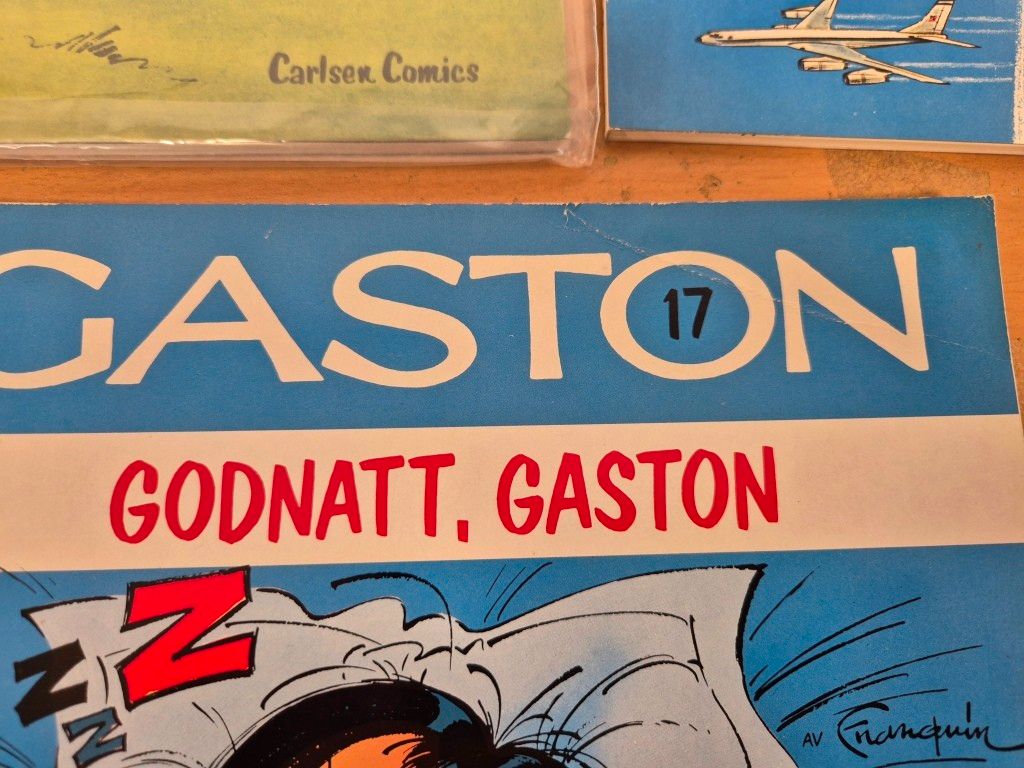 Carlsen Comics
GASTON
17
GODNATT, GASTON
Z
Z
Z
AV Franquin